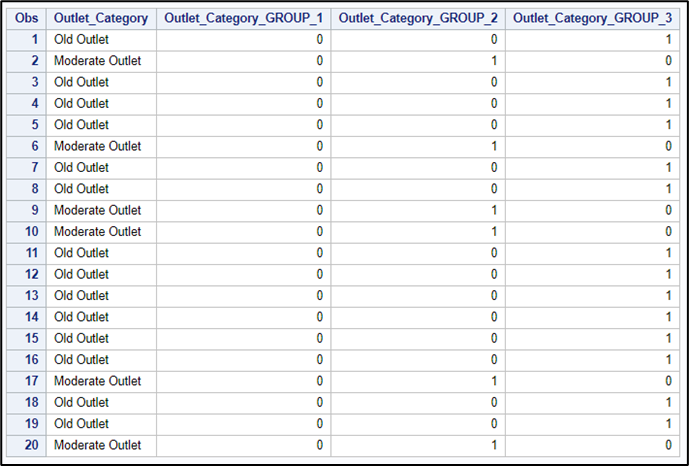 Obs Outlet_Category Outlet_Category_GROUP_1 Outlet_Category_GROUP_2 Outlet_Category_GROUP_3
1 Old Outlet 0 0 1
2 Moderate Outlet 0 1 0
3 Old Outlet 0 0 1
4 Old Outlet 0 0 1
5 Old Outlet 0 0 1
6 Moderate Outlet 0 1 0
7 Old Outlet 0 0 1
8 Old Outlet 0 0 1
9 Moderate Outlet 0 1 0
10 Moderate Outlet 0 1 0
11 Old Outlet 0 0 1
12 Old Outlet 0 0 1
13 Old Outlet 0 0 1
14 Old Outlet 0 0 1
15 Old Outlet 0 0 1
16 Old Outlet 0 0 1
17 Moderate Outlet 0 1 0
18 Old Outlet 0 0 1
19 Old Outlet 0 0 1
20 Moderate Outlet 0 1 0